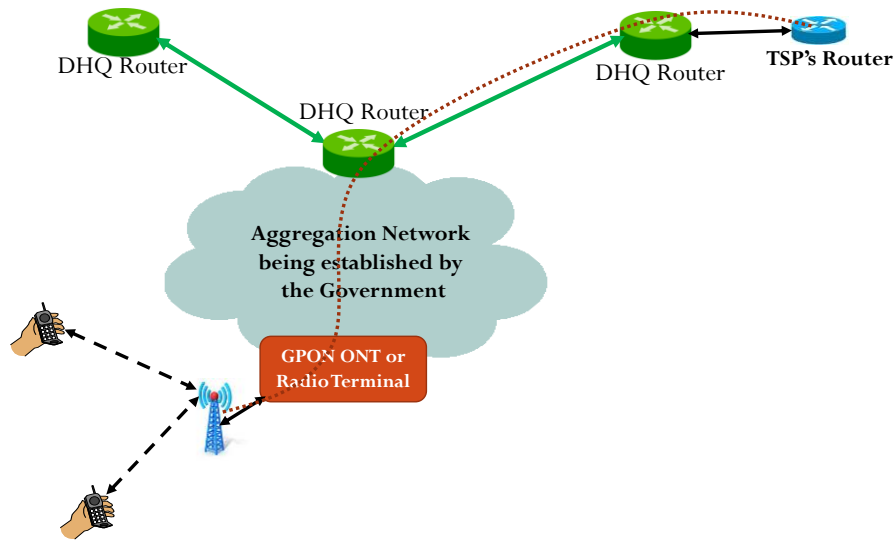 DHQ Router
DHQ Router
TSP's Router
DHQ Router
Aggregation Network
being established by
the Government
GPON ONT or
Radio Terminal